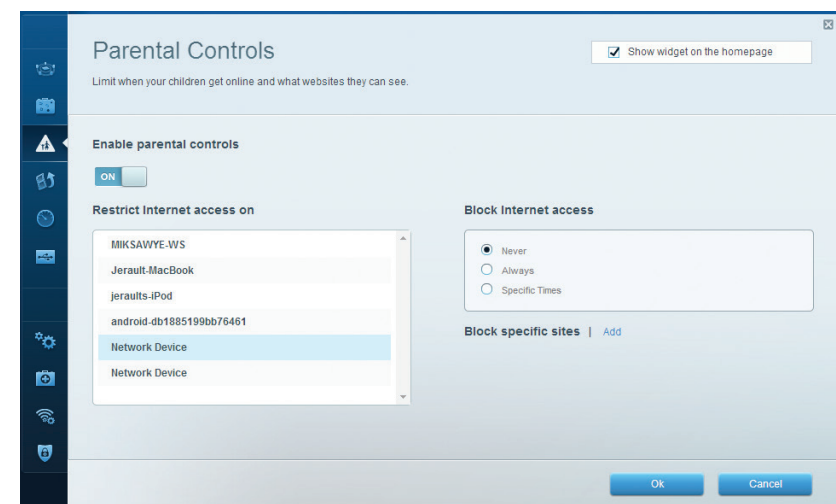 Parental Controls
Show widget on the homepage
Limit when your children get online and what websites they can see.
Enable parental controls
ON
Restrict Internet access on
MIKSAWYE-WS
Jerault-MacBook
jeraults-iPod
android-db1885199bb76461
Network Device
Network Device
Block Internet access
Never
Always
Specific Times
Block specific sites | Add
Ok
Cancel